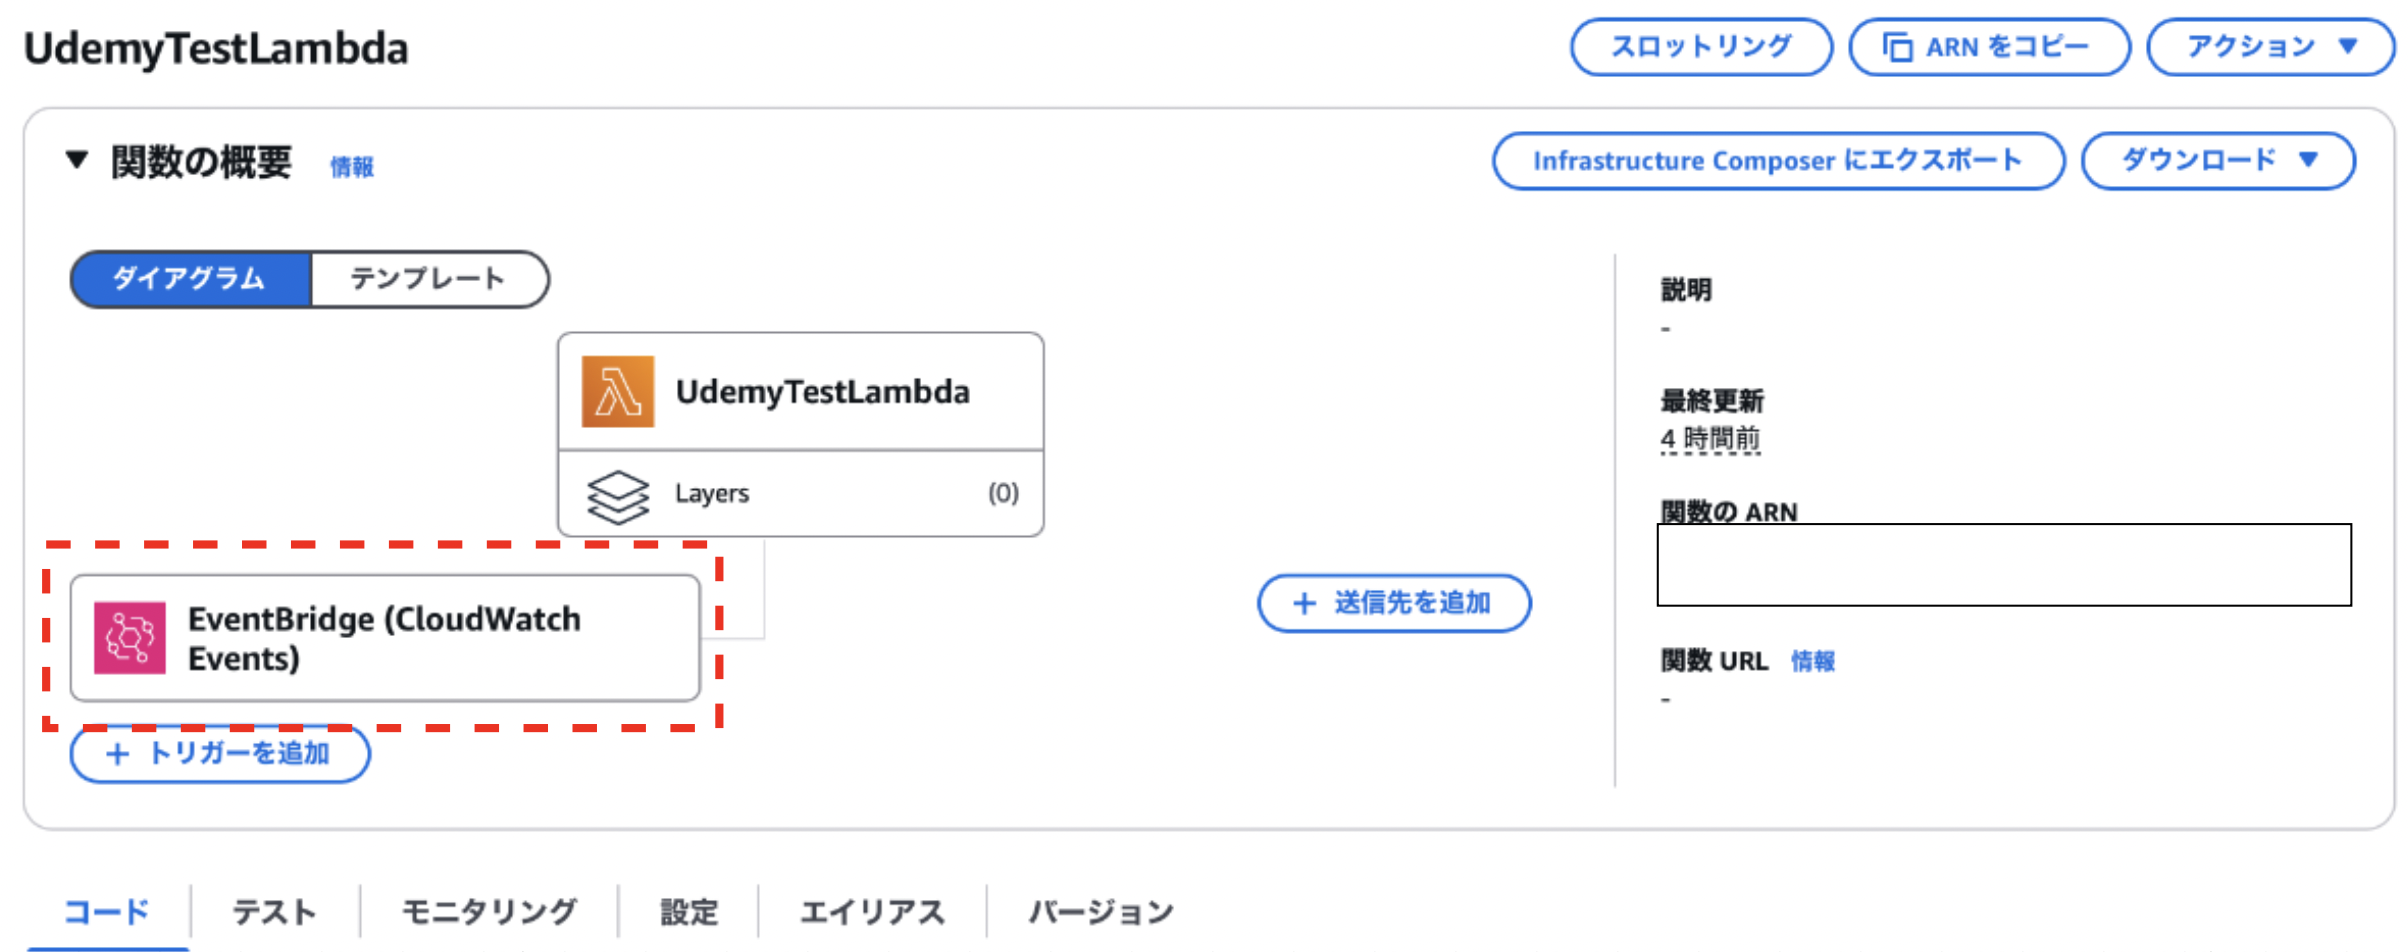 UdemyTestLambda
スロットリング
ARN をコピー
アクション
関数の概要 情報
Infrastructure Composer にエクスポート
ダウンロード
ダイアグラム
テンプレート
UdemyTestLambda
Layers (0)
EventBridge (CloudWatch
Events)
+ トリガーを追加
+ 送信先を追加
説明
-
最終更新
4 時間前
関数の ARN
関数 URL 情報
-
コード
テスト
モニタリング
設定
エイリアス
バージョン